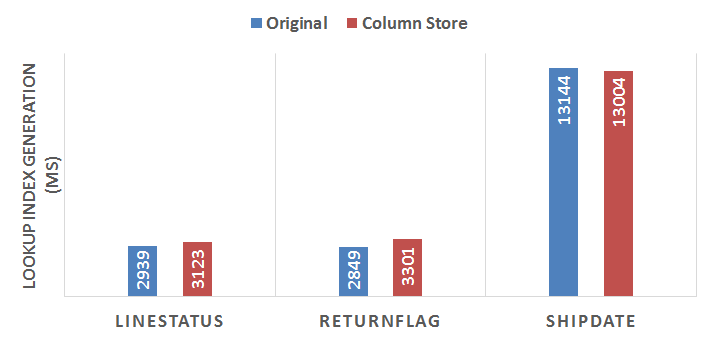 Original Column Store
LOOKUP INDEX GENERATION
(MS)
2939 3123 2849 3301 13144 13004
LINESTATUS RETURNFLAG SHIPDATE